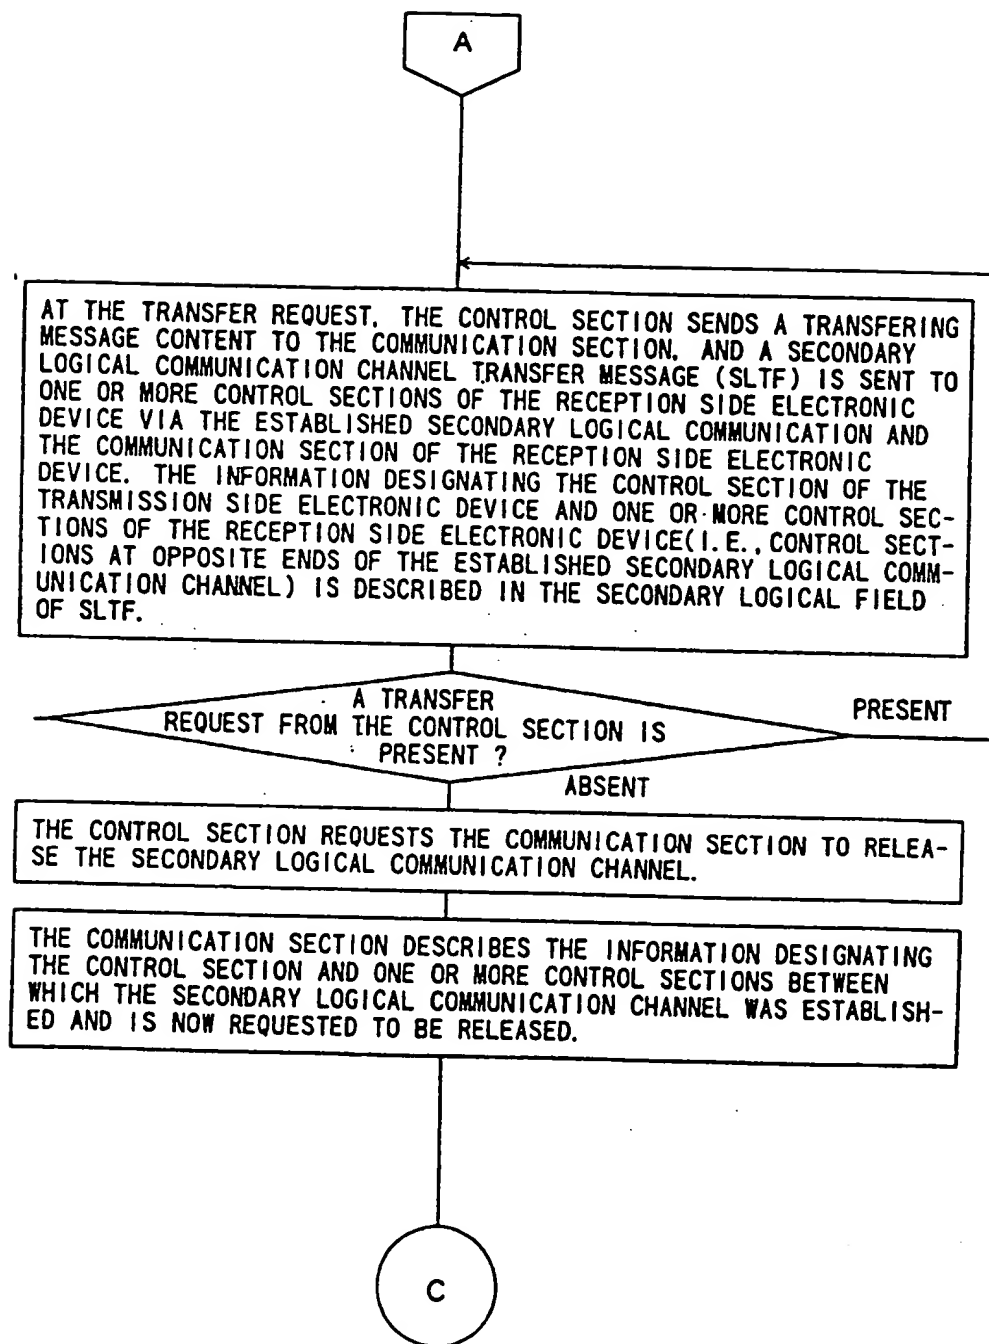 A
AT THE TRANSFER REQUEST, THE CONTROL SECTION SENDS A TRANSFERING
MESSAGE CONTENT TO THE COMMUNICATION SECTION, AND A SECONDARY
LOGICAL COMMUNICATION CHANNEL TRANSFER MESSAGE (SLTF) IS SENT TO
ONE OR MORE CONTROL SECTIONS OF THE RECEPTION SIDE ELECTRONIC
DEVICE VIA THE ESTABLISHED SECONDARY LOGICAL COMMUNICATION AND
THE COMMUNICATION SECTION OF THE RECEPTION SIDE ELECTRONIC
DEVICE. THE INFORMATION DESIGNATING THE CONTROL SECTION OF THE
TRANSMISSION SIDE ELECTRONIC DEVICE AND ONE OR MORE CONTROL SEC-
TIONS OF THE RECEPTION SIDE ELECTRONIC DEVICE(I.E., CONTROL SECT-
IONS AT OPPOSITE ENDS OF THE ESTABLISHED SECONDARY LOGICAL COMM-
UNICATION CHANNEL) IS DESCRIBED IN THE SECONDARY LOGICAL FIELD
OF SLTF.
A TRANSFER
REQUEST FROM THE CONTROL SECTION IS
PRESENT ?
PRESENT
ABSENT
THE CONTROL SECTION REQUESTS THE COMMUNICATION SECTION TO RELEA-
SE THE SECONDARY LOGICAL COMMUNICATION CHANNEL.
THE COMMUNICATION SECTION DESCRIBES THE INFORMATION DESIGNATING
THE CONTROL SECTION AND ONE OR MORE CONTROL SECTIONS BETWEEN
WHICH THE SECONDARY LOGICAL COMMUNICATION CHANNEL WAS ESTABLISH-
ED AND IS NOW REQUESTED TO BE RELEASED.
C